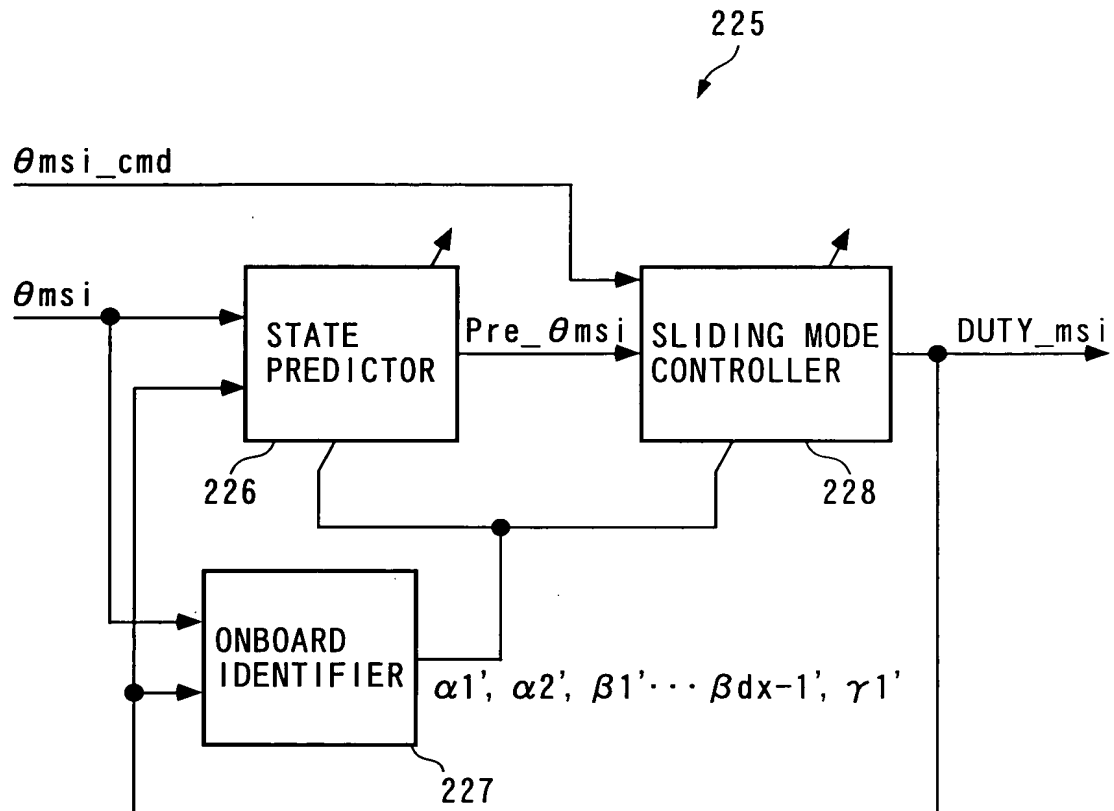 225
θmsi_cmd
θmsi
STATE
PREDICTOR
Pre_θmsi
SLIDING MODE
CONTROLLER
DUTY_msi
226
228
ONBOARD
IDENTIFIER
α1', α2', β1'··· βdx-1', γ1'
227